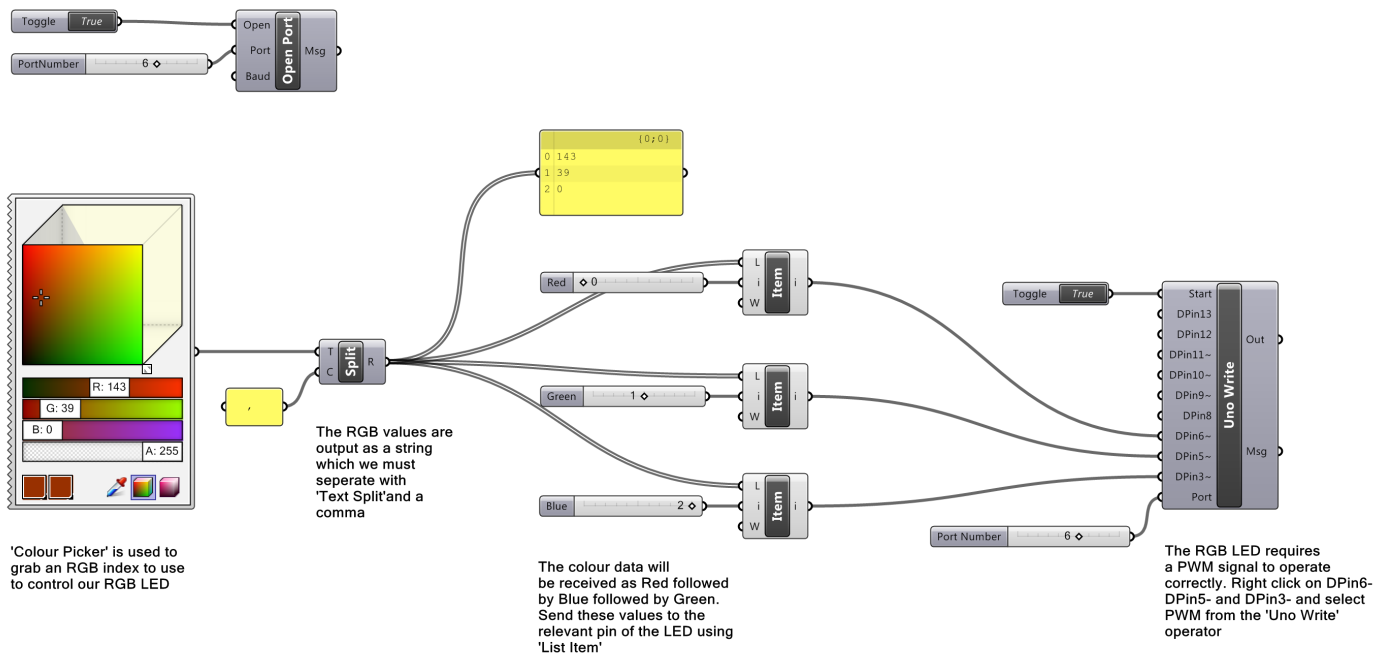 Toggle True
PortNumber 6
Open
Port
Baud
Open Port
Msg
{0;0}
0 143
1 39
2 0
R: 143
G: 39
B: 0
A: 255
,
T
C
Split
R
The RGB values are
output as a string
which we must
seperate with
'Text Split'and a
comma
Red 0
L
i
W
Item
i
Green 1
L
i
W
Item
i
Blue 2
L
i
W
Item
i
Toggle True
Port Number 6
Start
DPin13
DPin12
DPin11~
DPin10~
DPin9~
DPin8
DPin6~
DPin5~
DPin3~
Port
Uno Write
Out
Msg
'Colour Picker' is used to
grab an RGB index to use
to control our RGB LED
The colour data will
be received as Red followed
by Blue followed by Green.
Send these values to the
relevant pin of the LED using
'List Item'
The RGB LED requires
a PWM signal to operate
correctly. Right click on DPin6-
DPin5- and DPin3- and select
PWM from the 'Uno Write'
operator